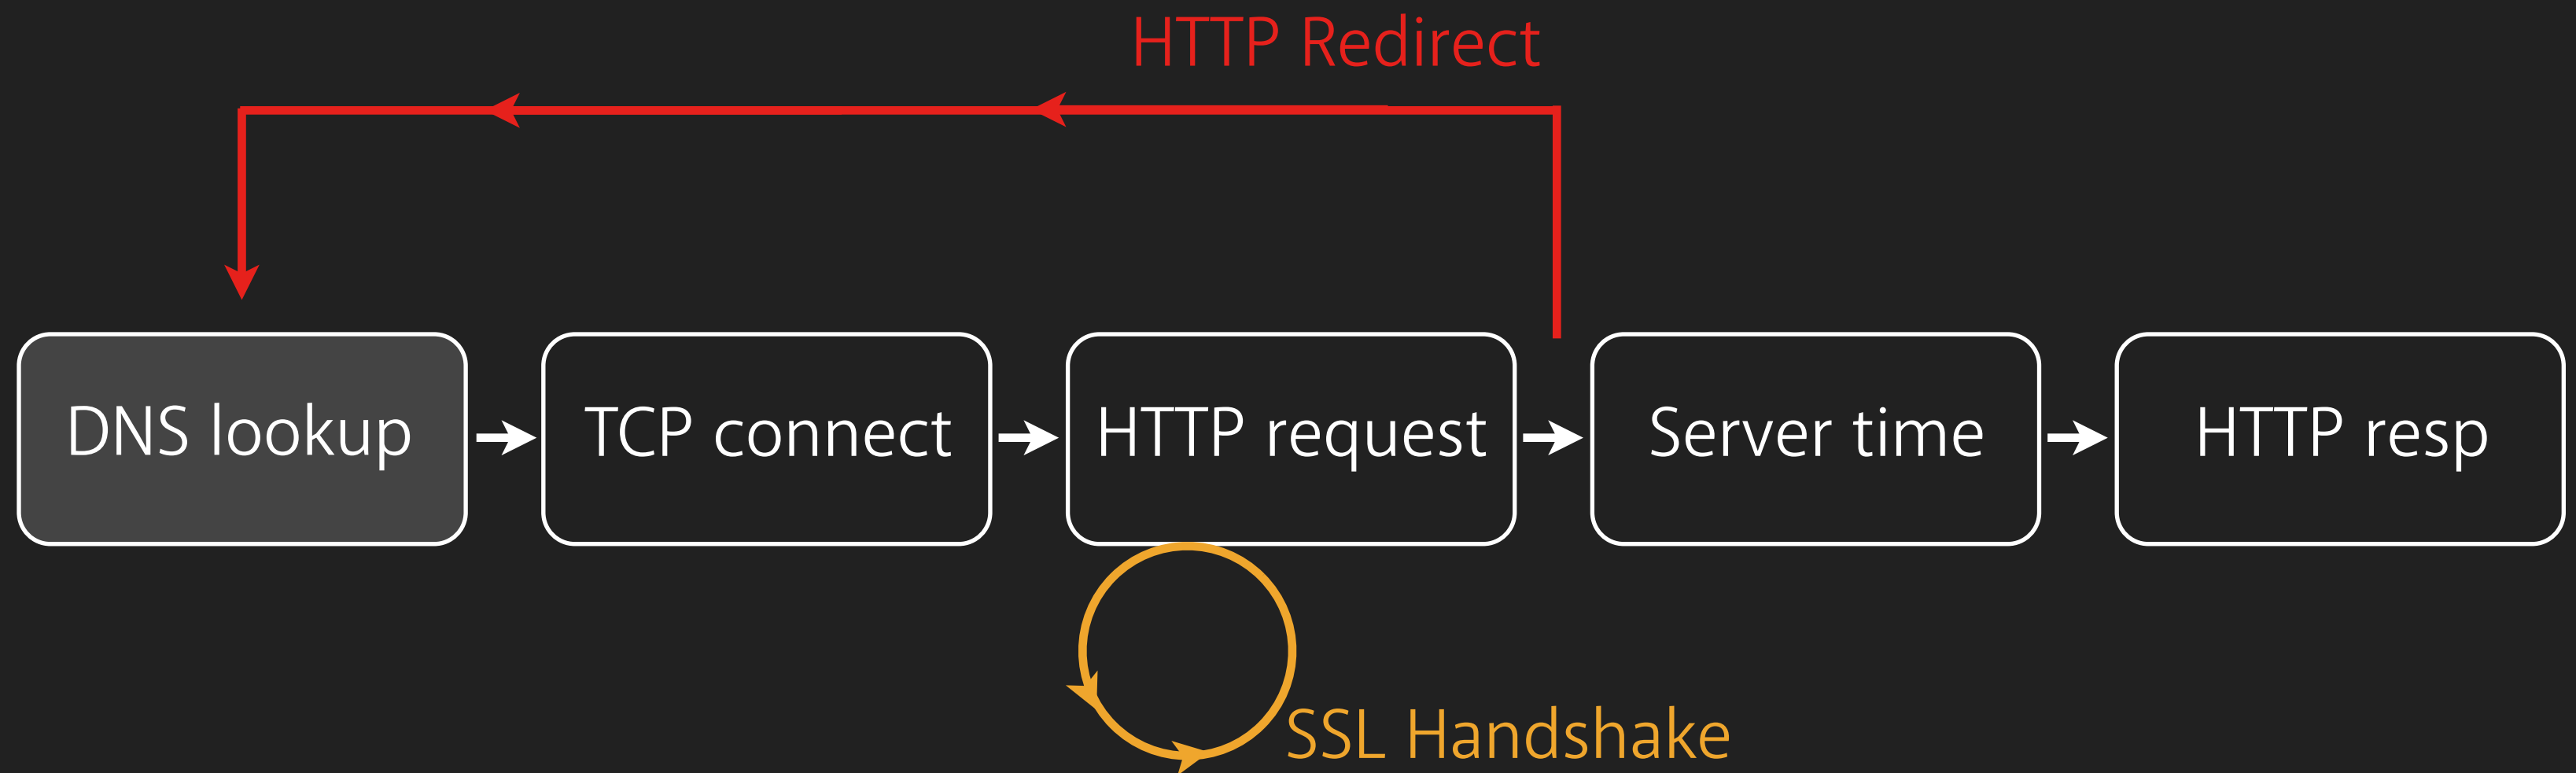 HTTP Redirect
DNS lookup
TCP connect
HTTP request
Server time
HTTP resp
SSL Handshake